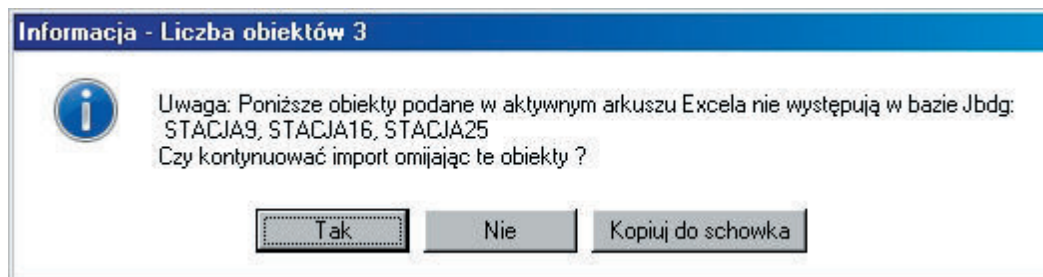 Informacja - Liczba obiektów 3
Uwaga: Poniższe obiekty podane w aktywnym arkuszu Excela nie występują w bazie Jbdg:
STACJA9, STACJA16, STACJA25
Czy kontynuować import omijając te obiekty ?
Tak Nie Kopiuj do schowka